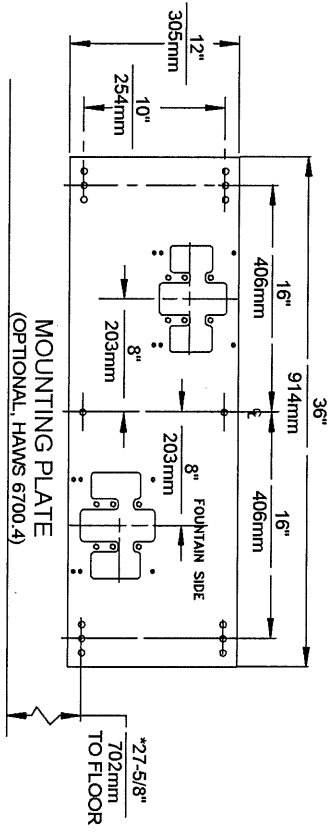 36"
914mm
16"
406mm
16"
406mm
℄
FOUNTAIN SIDE
8"
203mm
12"
305mm
10"
254mm
8"
203mm
*27-5/8"
702mm
TO FLOOR
MOUNTING PLATE
(OPTIONAL, HAWS 6700.4)